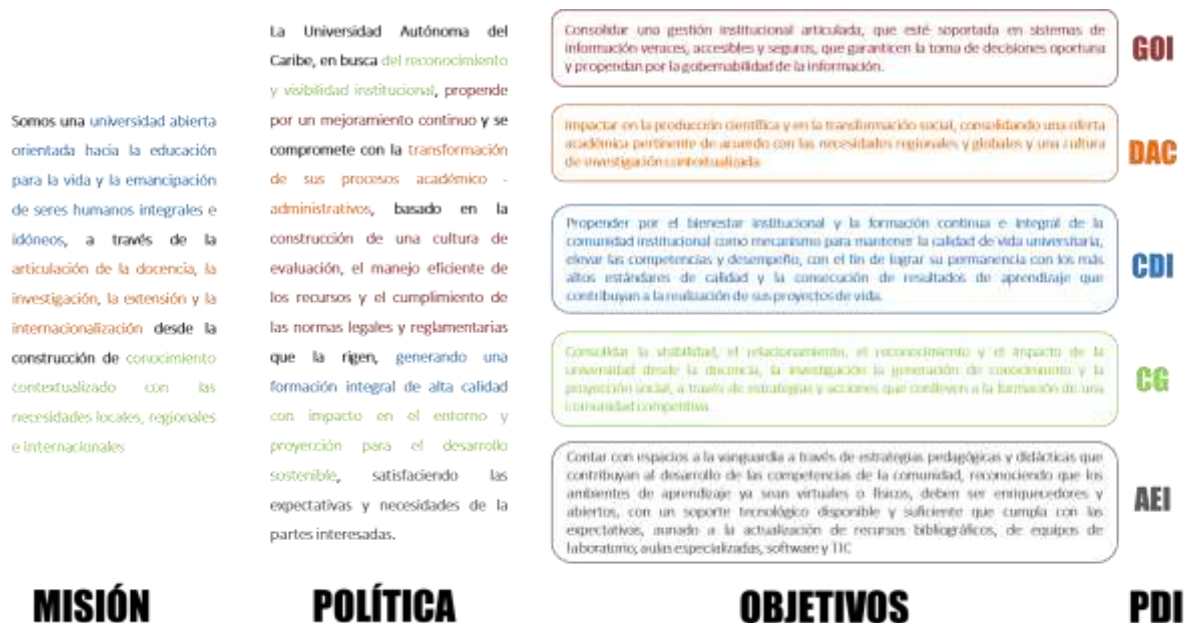 Somos una universidad abierta
orientada hacia la educación
para la vida y la emancipación
de seres humanos integrales e
idóneos, a través de la
articulación de la docencia, la
investigación, la extensión y la
internacionalización desde la
construcción de conocimiento
contextualizado con las
necesidades locales, regionales
e internacionales
MISIÓN
La Universidad Autónoma del
Caribe, en busca del reconocimiento
y visibilidad institucional, propende
por un mejoramiento continuo y se
compromete con la transformación
de sus procesos académico -
administrativos, basado en la
construcción de una cultura de
evaluación, el manejo eficiente de
los recursos y el cumplimiento de
las normas legales y reglamentarias
que la rigen, generando una
formación integral de alta calidad
con impacto en el entorno y
proyección para el desarrollo
sostenible, satisfaciendo las
expectativas y necesidades de la
partes interesadas.
POLÍTICA
Consolidar una gestión institucional articulada, que esté soportada en sistemas de
información veraces, accesibles y seguros, que garanticen la toma de decisiones oportuna
y propendan por la gobernabilidad de la información.
GOI
Impactar en la producción científica y en la transformación social, consolidando una oferta
académica pertinente de acuerdo con las necesidades regionales y globales y una cultura
de investigación contextualizada
DAC
Propender por el bienestar institucional y la formación continua e integral de la
comunidad institucional como mecanismo para mantener la calidad de vida universitaria,
elevar las competencias y desempeño, con el fin de lograr su permanencia con los más
altos estándares de calidad y la consecución de resultados de aprendizaje que
contribuyan a la realización de sus proyectos de vida.
CDI
Consolidar la visibilidad, el relacionamiento, el reconocimiento y el impacto de la
universidad desde la docencia, la investigación la generación de conocimiento y la
proyección social, a través de estrategias y acciones que conlleven a la formación de una
comunidad competitiva.
CG
Contar con espacios a la vanguardia a través de estrategias pedagógicas y didácticas que
contribuyan al desarrollo de las competencias de la comunidad, reconociendo que los
ambientes de aprendizaje ya sean virtuales o físicos, deben ser enriquecedores y
abiertos, con un soporte tecnológico disponible y suficiente que cumpla con las
expectativas, aunado a la actualización de recursos bibliográficos, de equipos de
laboratorio, aulas especializadas, software y TIC
AEI
OBJETIVOS
PDI